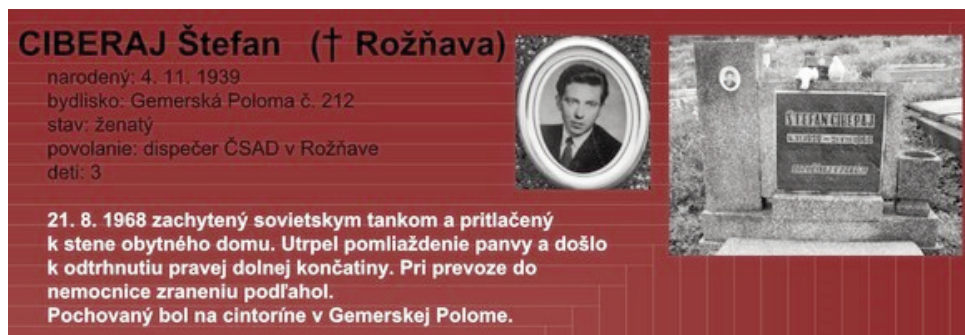 CIBERAJ Štefan († Rožňava)
narodený: 4. 11. 1939
bydlisko: Gemerská Poloma č. 212
stav: ženatý
povolanie: dispečer ČSAD v Rožňave
deti: 3
21. 8. 1968 zachytený sovietskym tankom a pritlačený
k stene obytného domu. Utrpel pomliaždenie panvy a došlo
k odtrhnutiu pravej dolnej končatiny. Pri prevoze do
nemocnice zraneniu podľahol.
Pochovaný bol na cintoríne v Gemerskej Polome.
ŠTEFAN CIBERAJ